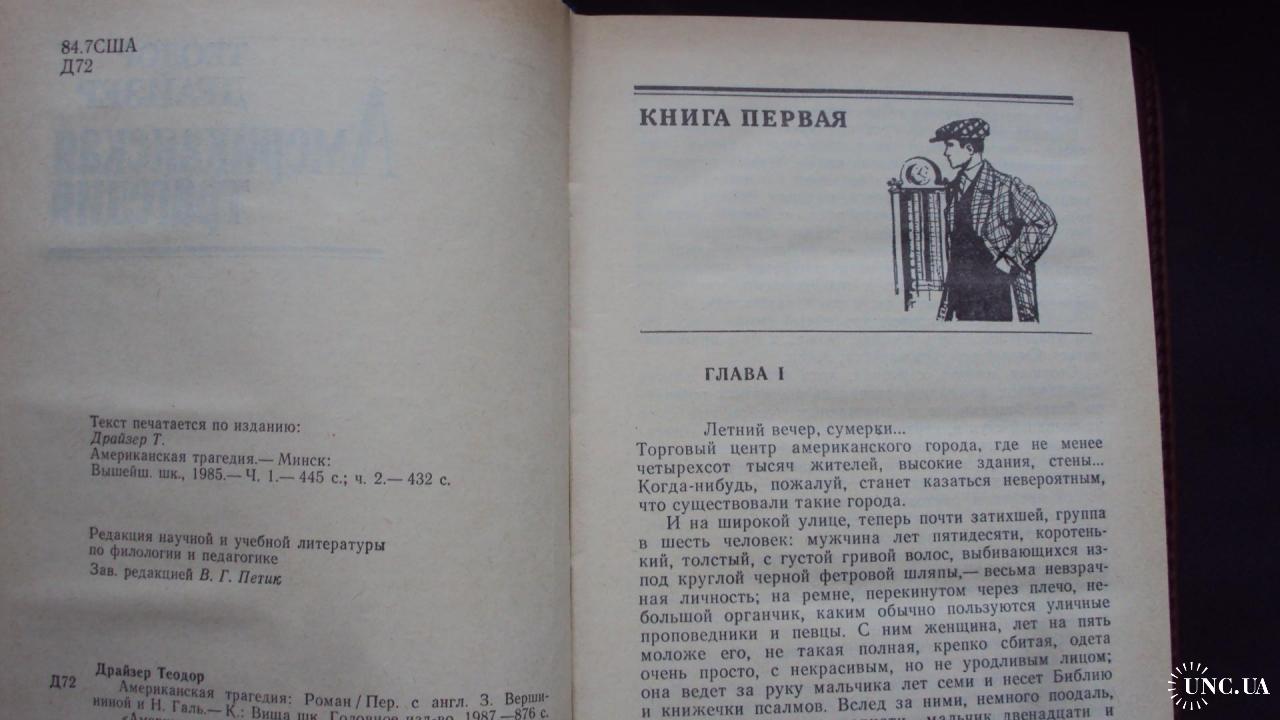 84.7США
Д72
Текст печатается по изданию:
Драйзер Т.
Американская трагедия.— Минск:
Вышейш. шк., 1985.— Ч. 1.— 445 с.; ч. 2.— 432 с.
Редакция научной и учебной литературы
по филологии и педагогике
Зав. редакцией В. Г. Петик
Драйзер Теодор
Д72 Американская трагедия: Роман / Пер. с англ. З. Верши-
ниной и Н. Галь.— К.: Вища шк. Головное изд-во, 1987.—876 с.
КНИГА ПЕРВАЯ
ГЛАВА I
Летний вечер, сумерки...
Торговый центр американского города, где не менее
четырехсот тысяч жителей, высокие здания, стены...
Когда-нибудь, пожалуй, станет казаться невероятным,
что существовали такие города.
И на широкой улице, теперь почти затихшей, группа
в шесть человек: мужчина лет пятидесяти, коротень-
кий, толстый, с густой гривой волос, выбивающихся из-
под круглой черной фетровой шляпы,— весьма невзрач-
ная личность; на ремне, перекинутом через плечо, не-
большой органчик, каким обычно пользуются уличные
проповедники и певцы. С ним женщина, лет на пять
моложе его, не такая полная, крепко сбитая, одета
очень просто, с некрасивым, но не уродливым лицом;
она ведет за руку мальчика лет семи и несет Библию
и книжечки псалмов. Вслед за ними, немного поодаль,
мальчик двенадцати и
UNC.UA